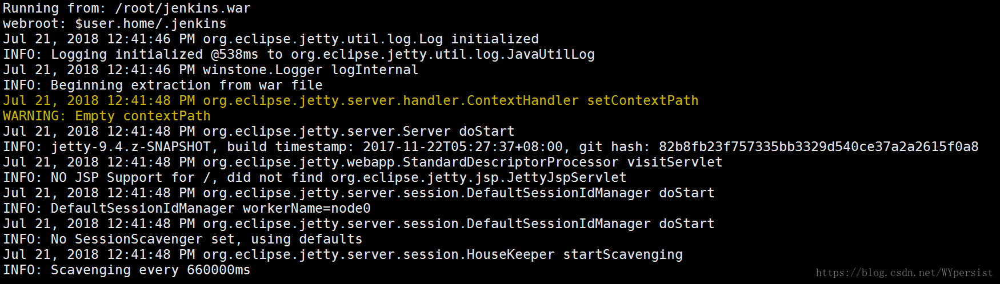 Running from: /root/jenkins.war
webroot: $user.home/.jenkins
Jul 21, 2018 12:41:46 PM org.eclipse.jetty.util.log.Log initialized
INFO: Logging initialized @538ms to org.eclipse.jetty.util.log.JavaUtilLog
Jul 21, 2018 12:41:46 PM winstone.Logger logInternal
INFO: Beginning extraction from war file
Jul 21, 2018 12:41:48 PM org.eclipse.jetty.server.handler.ContextHandler setContextPath
WARNING: Empty contextPath
Jul 21, 2018 12:41:48 PM org.eclipse.jetty.server.Server doStart
INFO: jetty-9.4.z-SNAPSHOT, build timestamp: 2017-11-22T05:27:37+08:00, git hash: 82b8fb23f757335bb3329d540ce37a2a2615f0a8
Jul 21, 2018 12:41:48 PM org.eclipse.jetty.webapp.StandardDescriptorProcessor visitServlet
INFO: NO JSP Support for /, did not find org.eclipse.jetty.jsp.JettyJspServlet
Jul 21, 2018 12:41:48 PM org.eclipse.jetty.server.session.DefaultSessionIdManager doStart
INFO: DefaultSessionIdManager workerName=node0
Jul 21, 2018 12:41:48 PM org.eclipse.jetty.server.session.DefaultSessionIdManager doStart
INFO: No SessionScavenger set, using defaults
Jul 21, 2018 12:41:48 PM org.eclipse.jetty.server.session.HouseKeeper startScavenging
INFO: Scavenging every 660000ms
https://blog.csdn.net/WYpersist